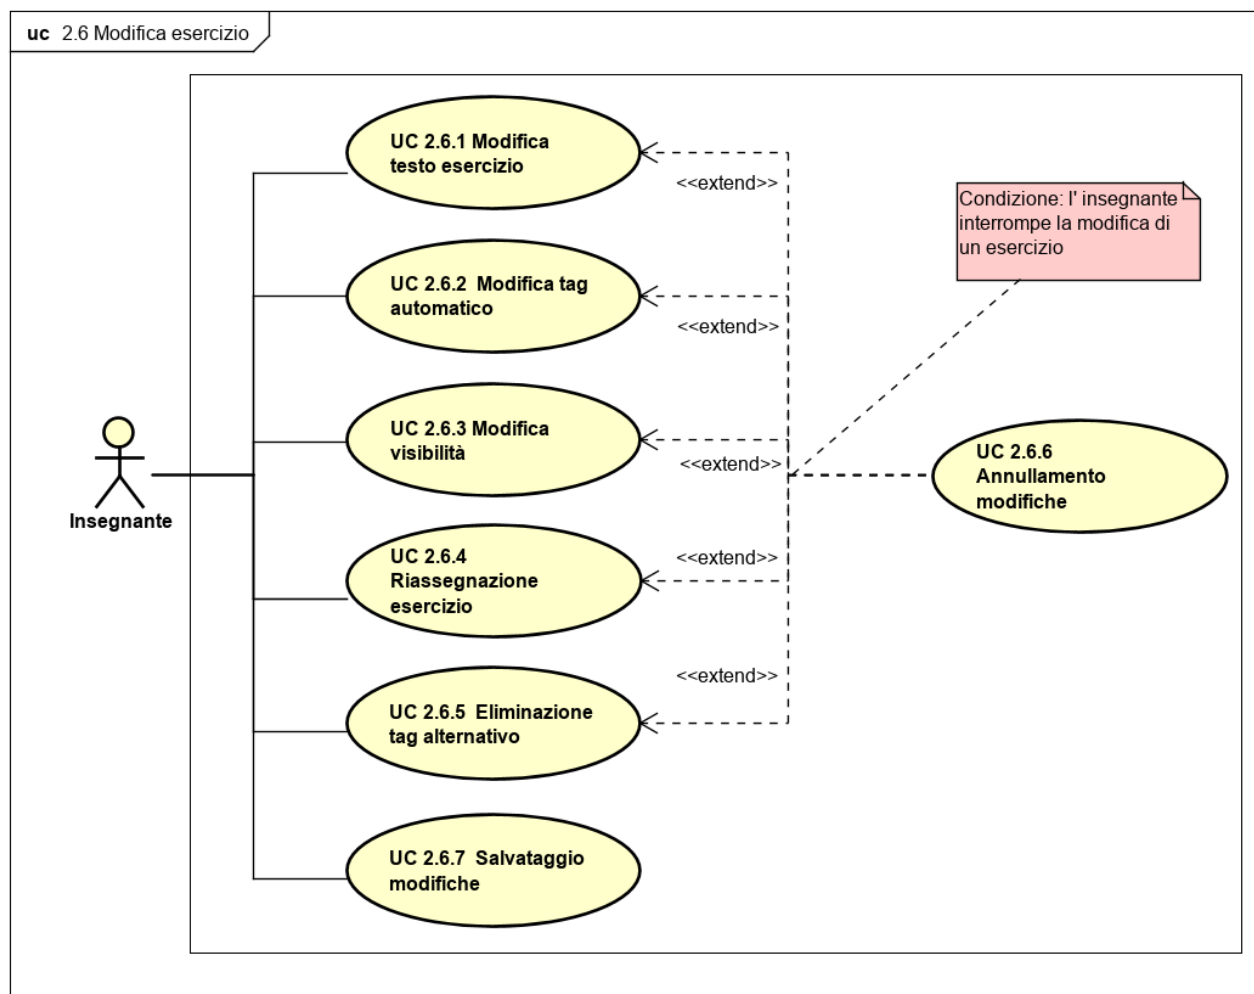 uc 2.6 Modifica esercizio
UC 2.6.1 Modifica
testo esercizio
<<extend>>
Condizione: l' insegnante
interrompe la modifica di
un esercizio
UC 2.6.2 Modifica tag
automatico
<<extend>>
UC 2.6.3 Modifica
visibilità
<<extend>>
UC 2.6.6
Annullamento
modifiche
Insegnante
UC 2.6.4
Riassegnazione
esercizio
<<extend>>
UC 2.6.5 Eliminazione
tag alternativo
<<extend>>
UC 2.6.7 Salvataggio
modifiche